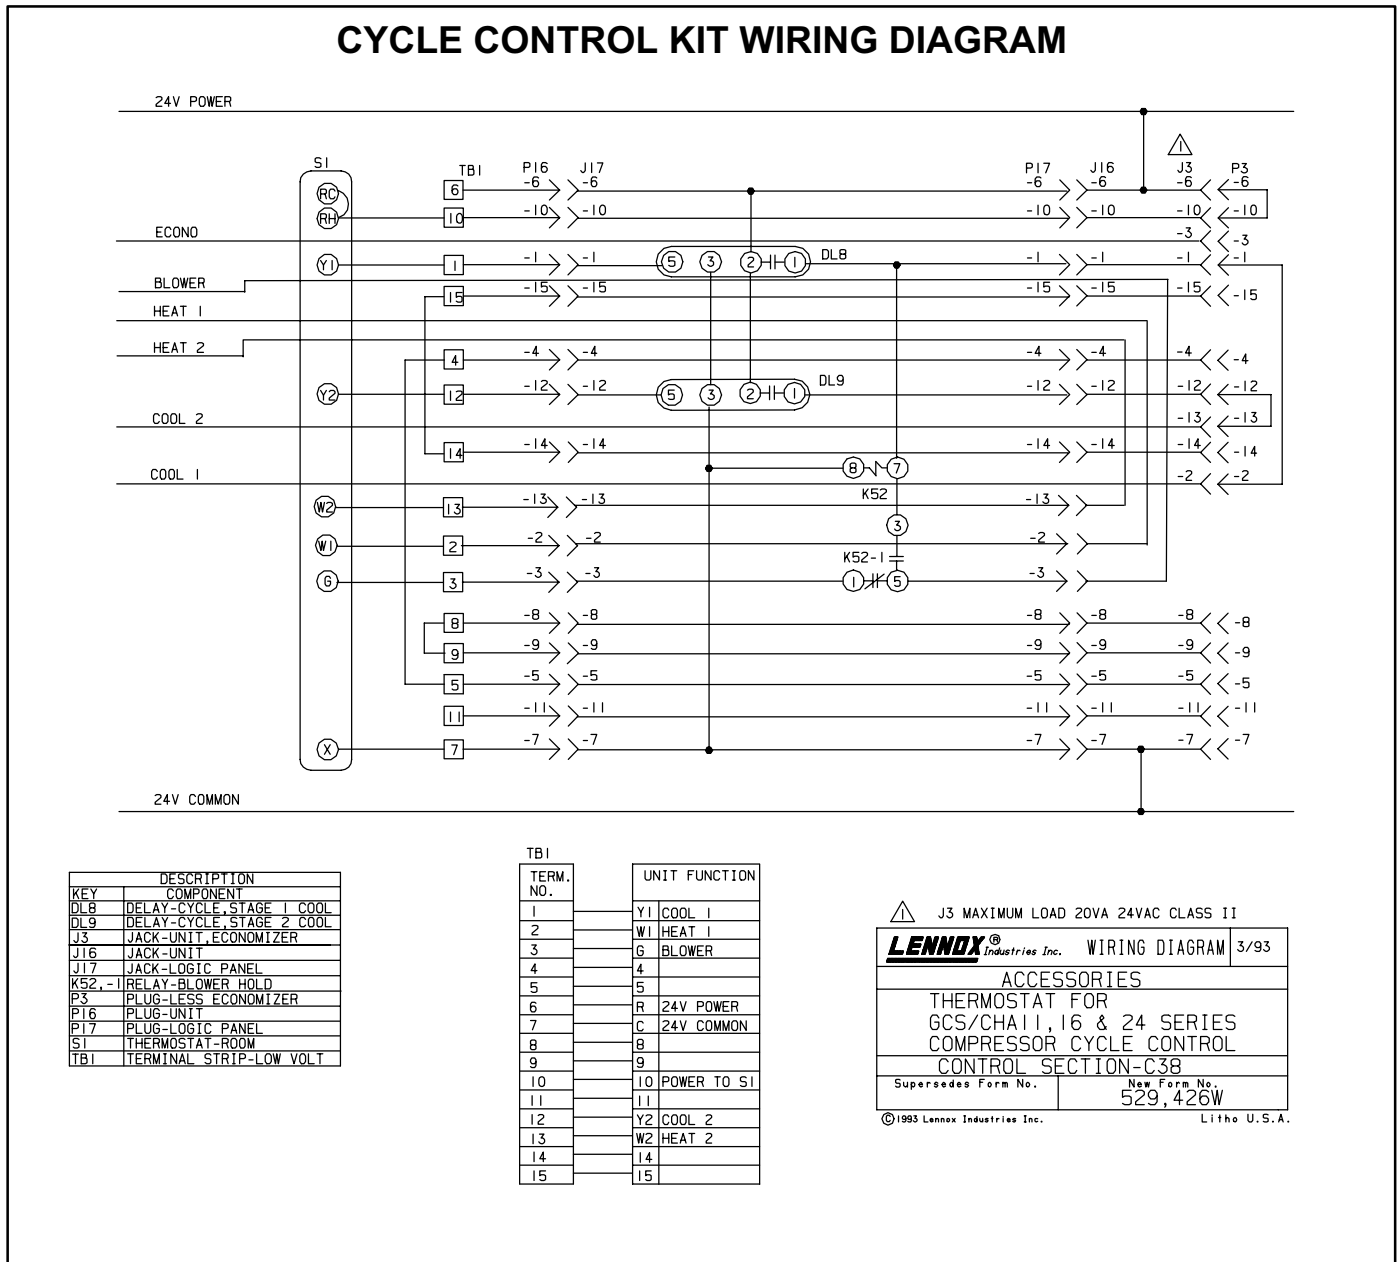 CYCLE CONTROL KIT WIRING DIAGRAM
24V POWER
S1
TB1 P16 J17 P17 J16 J3 P3
1
RC 6 -6 -6 -6 -6 -6 -6
RH 10 -10 -10 -10 -10 -10 -10
ECONO -3 -3
Y1 1 -1 -1 5 3 2 1 DL8 -1 -1 -1 -1
BLOWER 15 -15 -15 -15 -15 -15 -15
HEAT 1
HEAT 2 4 -4 -4 -4 -4 -4 -4
Y2 12 -12 -12 5 3 2 1 DL9 -12 -12 -12 -12
COOL 2 -13 -13
14 -14 -14 -14 -14 -14 -14
8 7
COOL 1 -2 -2
K52
W2 13 -13 -13 -13
3
W1 2 -2 -2 -2
K52-1
G 3 -3 -3 1 5 -3
8 -8 -8 -8 -8 -8 -8
9 -9 -9 -9 -9 -9 -9
5 -5 -5 -5 -5 -5 -5
11 -11 -11 -11 -11 -11 -11
X 7 -7 -7 -7 -7 -7 -7
24V COMMON
DESCRIPTION
KEY COMPONENT
DL8 DELAY-CYCLE,STAGE 1 COOL
DL9 DELAY-CYCLE,STAGE 2 COOL
J3 JACK-UNIT,ECONOMIZER
J16 JACK-UNIT
J17 JACK-LOGIC PANEL
K52,-1 RELAY-BLOWER HOLD
P3 PLUG-LESS ECONOMIZER
P16 PLUG-UNIT
P17 PLUG-LOGIC PANEL
S1 THERMOSTAT-ROOM
TB1 TERMINAL STRIP-LOW VOLT
TB1
TERM. NO. UNIT FUNCTION
1 Y1 COOL 1
2 W1 HEAT 1
3 G BLOWER
4 4
5 5
6 R 24V POWER
7 C 24V COMMON
8 8
9 9
10 10 POWER TO S1
11 11
12 Y2 COOL 2
13 W2 HEAT 2
14 14
15 15
1 J3 MAXIMUM LOAD 20VA 24VAC CLASS II
LENNOX ® Industries Inc. WIRING DIAGRAM 3/93
ACCESSORIES
THERMOSTAT FOR
GCS/CHA11,16 & 24 SERIES
COMPRESSOR CYCLE CONTROL
CONTROL SECTION-C38
Supersedes Form No. New Form No.
529,426W
©1993 Lennox Industries Inc. Litho U.S.A.